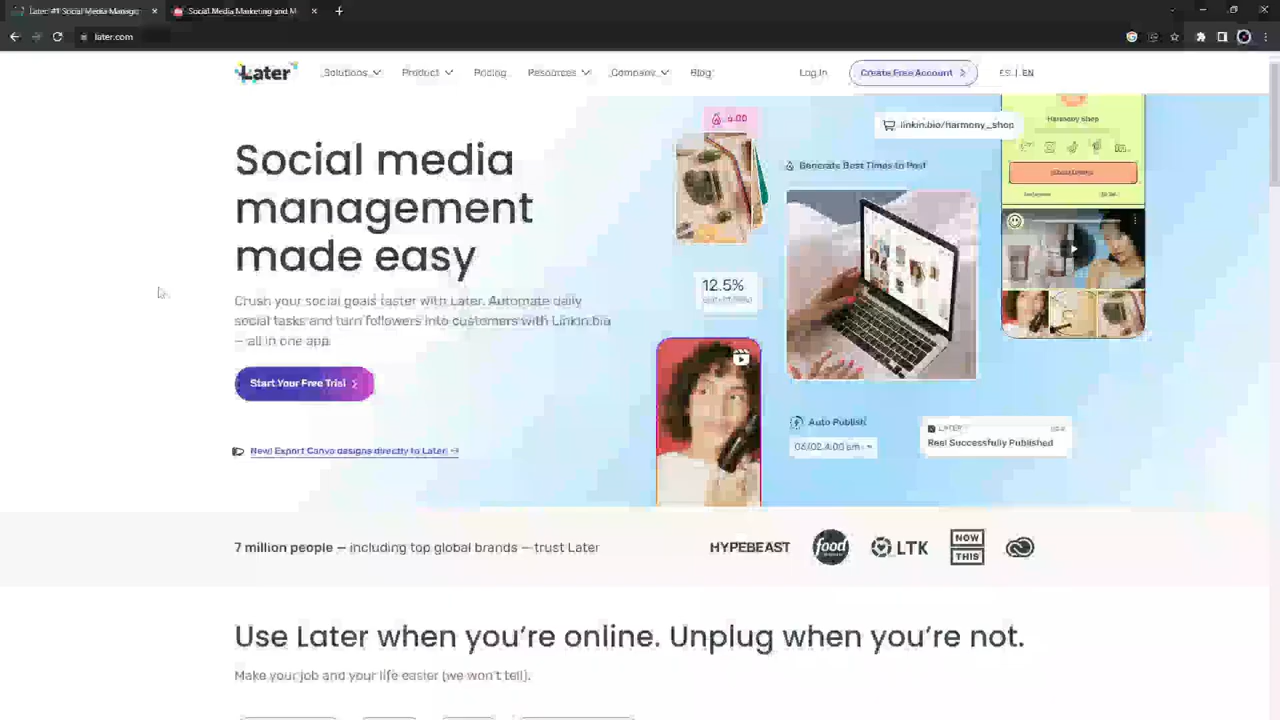 Later: #1 Social Media Manag
Social Media Marketing and M
later.com
Later
Solutions
Product
Pricing
Resources
Company
Blog
Log In
Create Free Account
ES | EN
Social media
management
made easy
Crush your social goals faster with Later. Automate daily
social tasks and turn followers into customers with Linkin.bio
– all in one app.
Start Your Free Trial
New! Export Canva designs directly to Later!
linkin.bio/harmony_shop
Generate Best Times to Post
Harmony Shop
12.5%
Auto Publish
LATER
Reel Successfully Published
7 million people — including top global brands — trust Later
HYPEBEAST
food
LTK
NOW
THIS
Use Later when you're online. Unplug when you're not.
Make your job and your life easier (we won't tell).